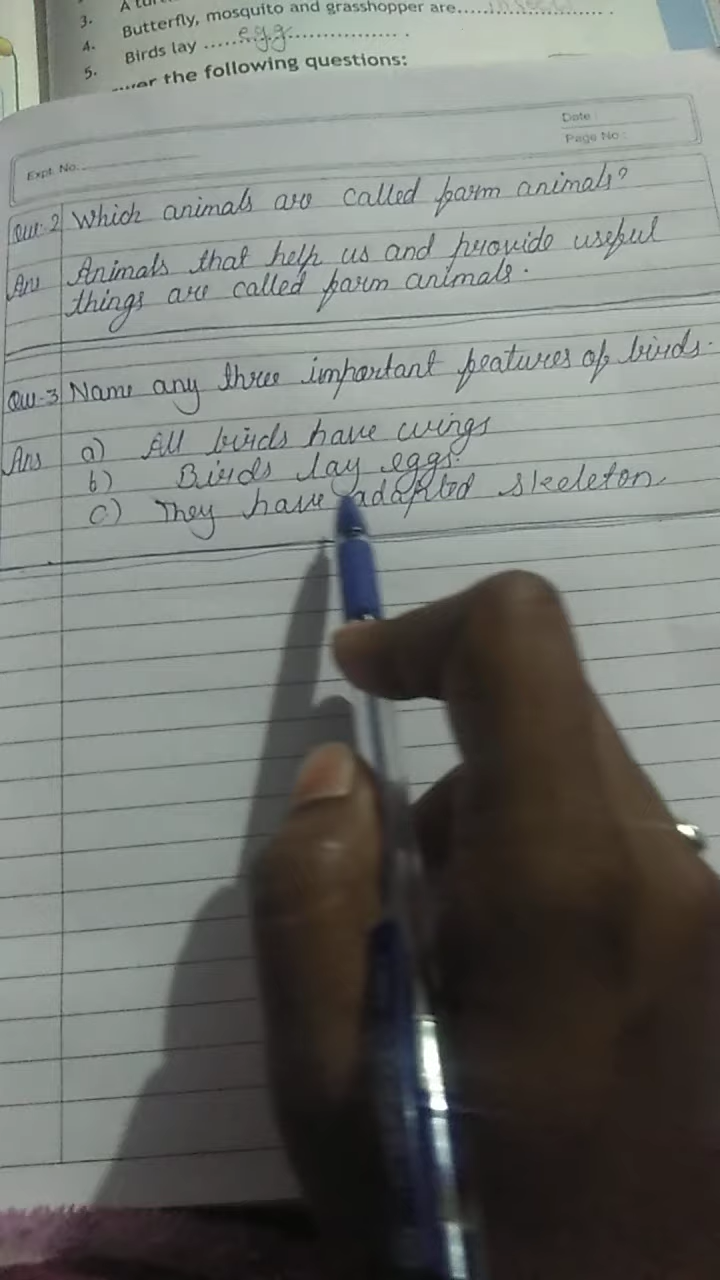 3. A
4. Butterfly, mosquito and grasshopper are
5. Birds lay egg
the following questions:
Expt. No.
Date :
Page No :
Que-2 Which animals are called farm animals?
Ans Animals that help us and provide useful
things are called farm animals.
Que-3 Name any three important features of birds.
Ans a) All birds have wings
b) Birds lay eggs.
c) They have adapted skeleton.